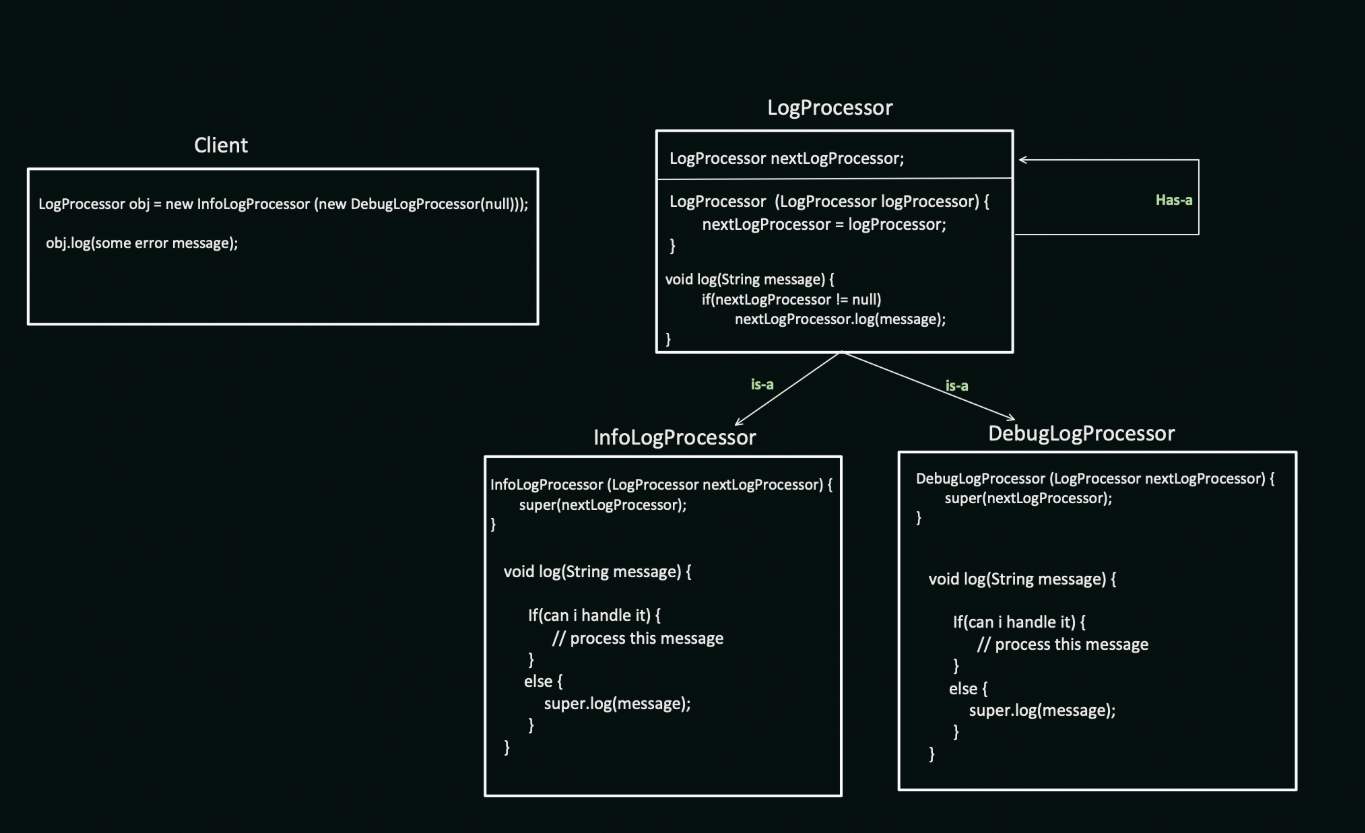 Client
LogProcessor obj = new InfoLogProcessor (new DebugLogProcessor(null)));
obj.log(some error message);
LogProcessor
LogProcessor nextLogProcessor;
LogProcessor  (LogProcessor logProcessor) {
nextLogProcessor = logProcessor;
}
void log(String message) {
if(nextLogProcessor != null)
nextLogProcessor.log(message);
}
Has-a
is-a
is-a
InfoLogProcessor
InfoLogProcessor (LogProcessor nextLogProcessor) {
super(nextLogProcessor);
}
void log(String message) {
If(can i handle it) {
// process this message
}
else {
super.log(message);
}
}
DebugLogProcessor
DebugLogProcessor (LogProcessor nextLogProcessor) {
super(nextLogProcessor);
}
void log(String message) {
If(can i handle it) {
// process this message
}
else {
super.log(message);
}
}